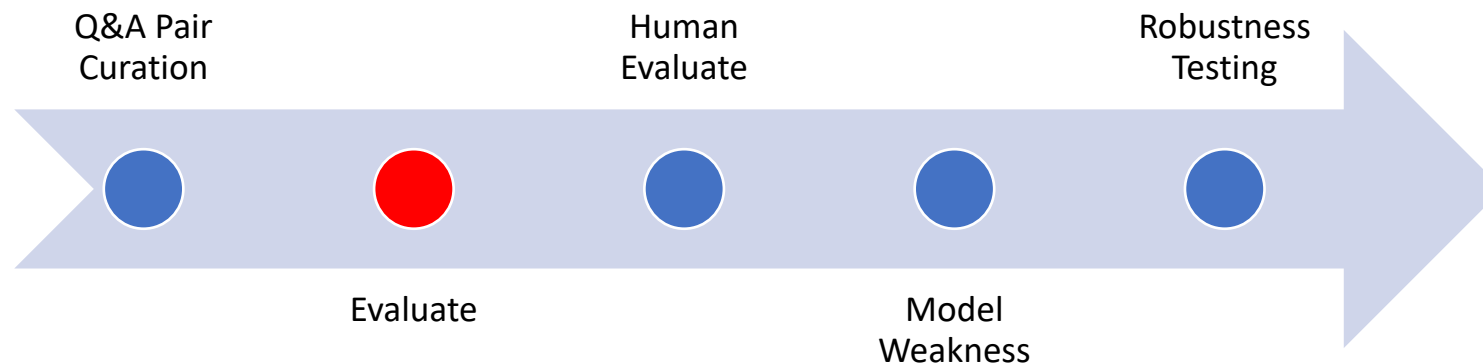 Q&A Pair
Curation
Evaluate
Human
Evaluate
Model
Weakness
Robustness
Testing